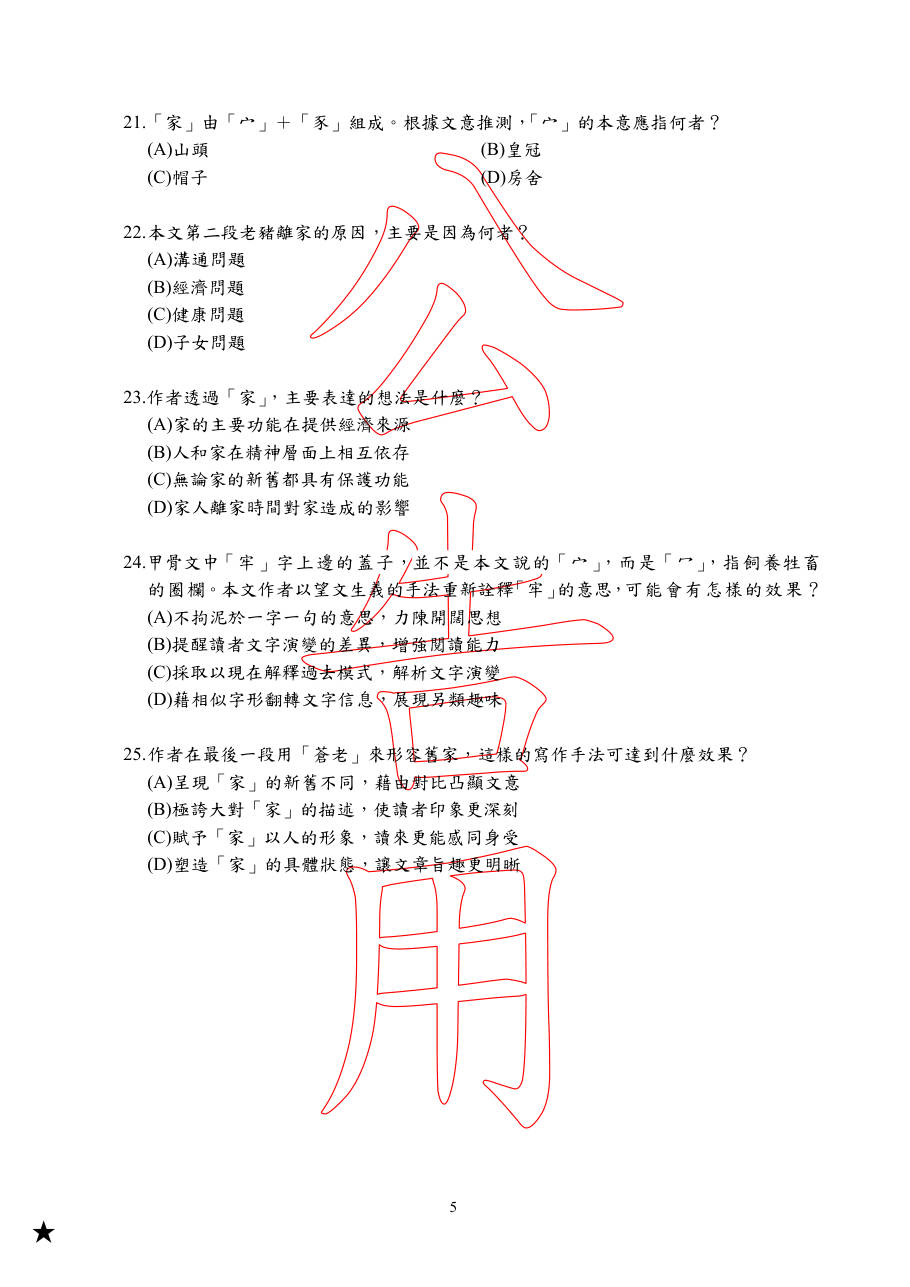 21.「家」由「宀」＋「豕」組成。根據文意推測，「宀」的本意應指何者？
(A)山頭 (B)皇冠
(C)帽子 (D)房舍
22.本文第二段老豬離家的原因，主要是因為何者？
(A)溝通問題
(B)經濟問題
(C)健康問題
(D)子女問題
23.作者透過「家」，主要表達的想法是什麼？
(A)家的主要功能在提供經濟來源
(B)人和家在精神層面上相互依存
(C)無論家的新舊都具有保護功能
(D)家人離家時間對家造成的影響
24.甲骨文中「牢」字上邊的蓋子，並不是本文說的「宀」，而是「冖」，指飼養牲畜
的圈欄。本文作者以望文生義的手法重新詮釋「牢」的意思，可能會有怎樣的效果？
(A)不拘泥於一字一句的意思，力陳開闊思想
(B)提醒讀者文字演變的差異，增強閱讀能力
(C)採取以現在解釋過去模式，解析文字演變
(D)藉相似字形翻轉文字信息，展現另類趣味
25.作者在最後一段用「蒼老」來形容舊家，這樣的寫作手法可達到什麼效果？
(A)呈現「家」的新舊不同，藉由對比凸顯文意
(B)極誇大對「家」的描述，使讀者印象更深刻
(C)賦予「家」以人的形象，讀來更能感同身受
(D)塑造「家」的具體狀態，讓文章旨趣更明晰
公告用
5
★